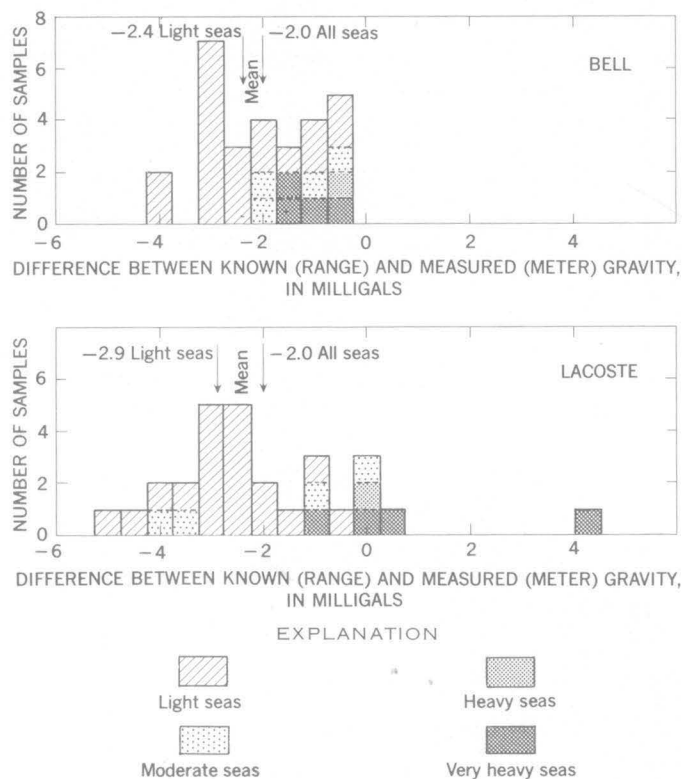 NUMBER OF SAMPLES
8
6
4
2
0
−2.4 Light seas
−2.0 All seas
Mean
BELL
−6
−4
−2
0
2
4
DIFFERENCE BETWEEN KNOWN (RANGE) AND MEASURED (METER) GRAVITY,
IN MILLIGALS
NUMBER OF SAMPLES
6
4
2
0
−2.9 Light seas
−2.0 All seas
Mean
LACOSTE
−6
−4
−2
0
2
4
DIFFERENCE BETWEEN KNOWN (RANGE) AND MEASURED (METER) GRAVITY,
IN MILLIGALS
EXPLANATION
Light seas
Heavy seas
Moderate seas
Very heavy seas